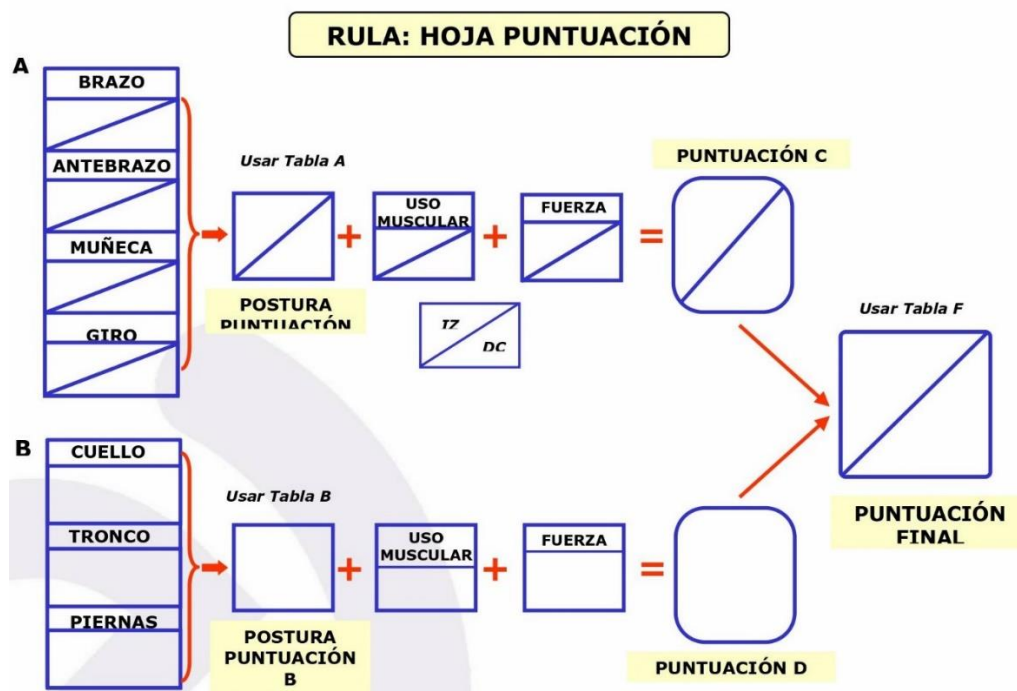 RULA: HOJA PUNTUACIÓN
A
BRAZO
ANTEBRAZO
MUÑECA
GIRO
Usar Tabla A
POSTURA
PUNTUACIÓN
+
USO
MUSCULAR
+
FUERZA
=
PUNTUACIÓN C
IZ
DC
Usar Tabla F
PUNTUACIÓN
FINAL
B
CUELLO
TRONCO
PIERNAS
Usar Tabla B
POSTURA
PUNTUACIÓN
B
+
USO
MUSCULAR
+
FUERZA
=
PUNTUACIÓN D